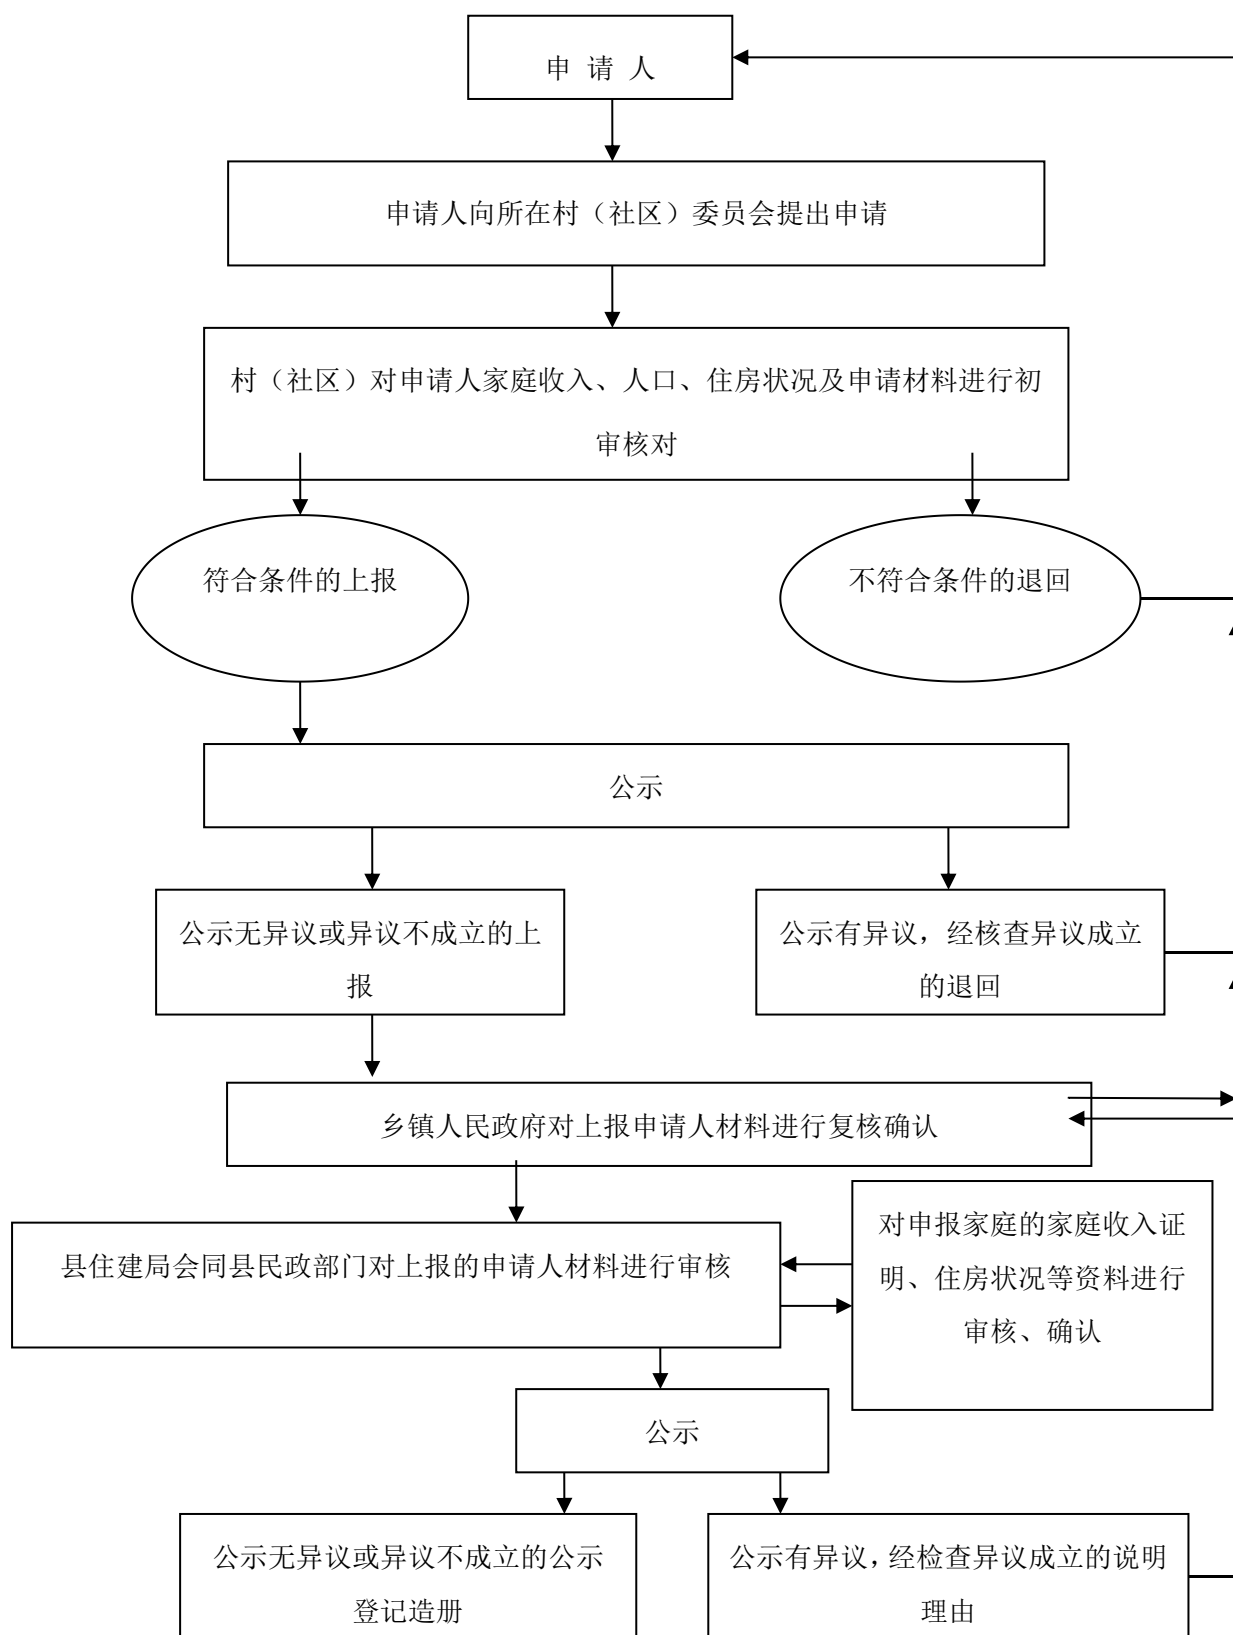 申 请 人
申请人向所在村（社区）委员会提出申请
村（社区）对申请人家庭收入、人口、住房状况及申请材料进行初
审核对
符合条件的上报
不符合条件的退回
公示
公示无异议或异议不成立的上
报
公示有异议，经核查异议成立
的退回
乡镇人民政府对上报申请人材料进行复核确认
县住建局会同县民政部门对上报的申请人材料进行审核
对申报家庭的家庭收入证
明、住房状况等资料进行
审核、确认
公示
公示无异议或异议不成立的公示
登记造册
公示有异议，经检查异议成立的说明
理由